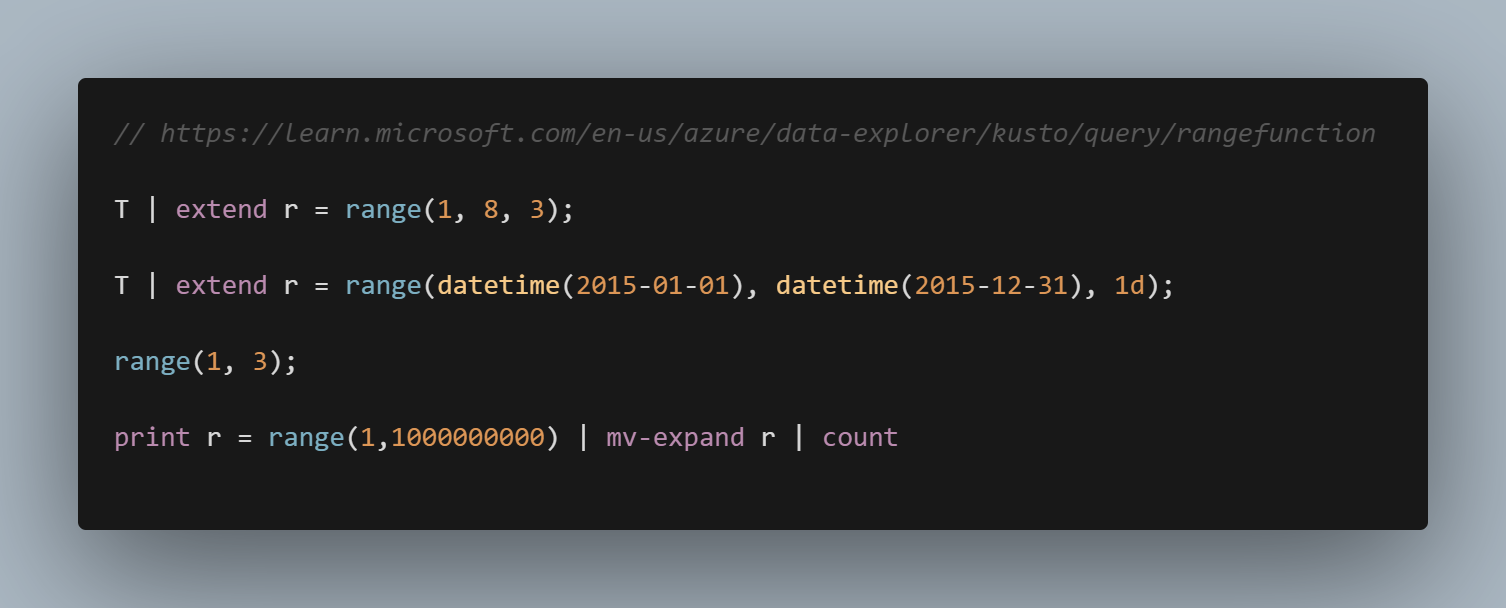 // https://learn.microsoft.com/en-us/azure/data-explorer/kusto/query/rangefunction
T | extend r = range(1, 8, 3);
T | extend r = range(datetime(2015-01-01), datetime(2015-12-31), 1d);
range(1, 3);
print r = range(1,1000000000) | mv-expand r | count